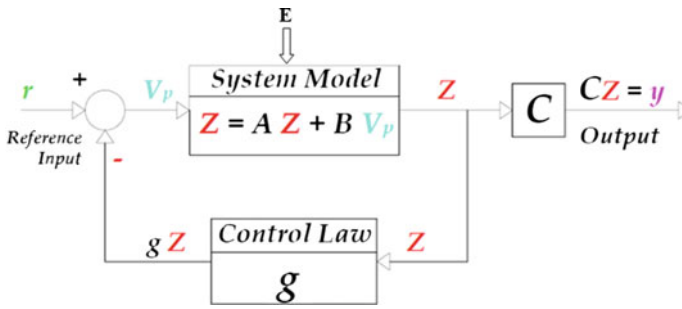 E
System Model
r
+
Vp
Z = A Z + B Vp
Z
C
CZ = y
Reference
Input
-
Output
g Z
Control Law
g
Z